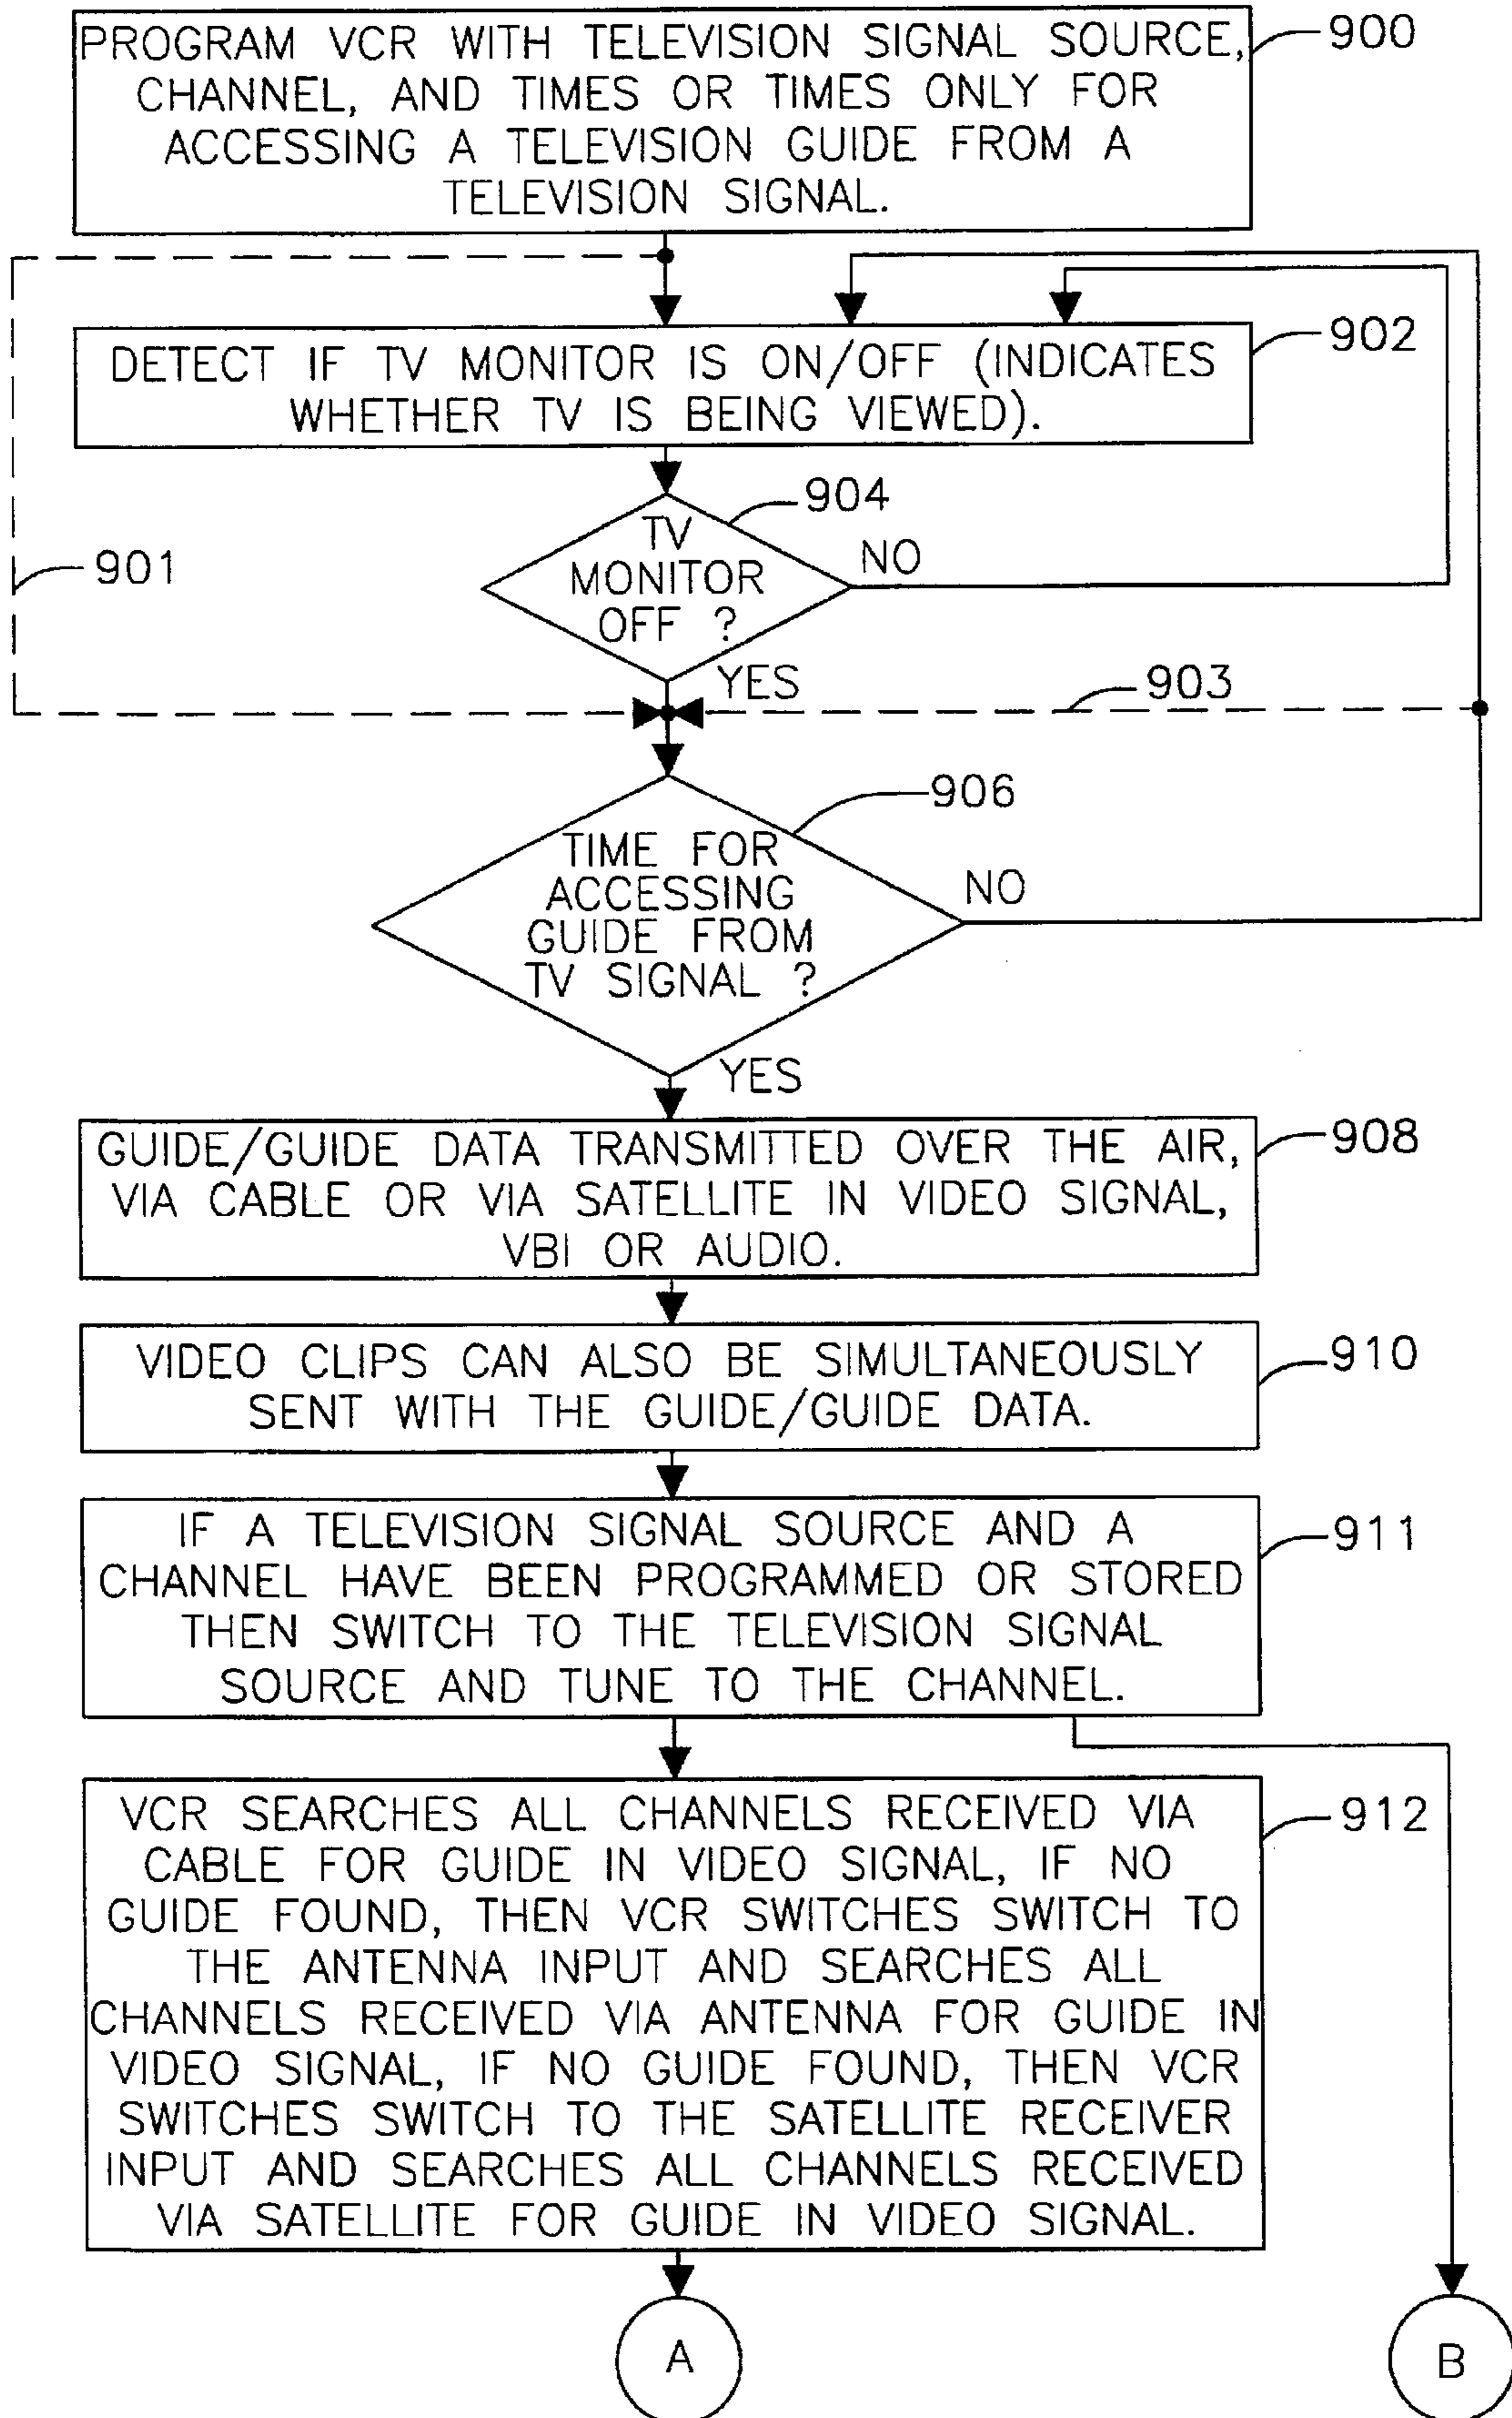 PROGRAM VCR WITH TELEVISION SIGNAL SOURCE,
CHANNEL, AND TIMES OR TIMES ONLY FOR
ACCESSING A TELEVISION GUIDE FROM A
TELEVISION SIGNAL.
900
DETECT IF TV MONITOR IS ON/OFF (INDICATES
WHETHER TV IS BEING VIEWED).
902
904
TV
MONITOR
OFF ?
NO
901
YES
903
906
TIME FOR
ACCESSING
GUIDE FROM
TV SIGNAL ?
NO
YES
GUIDE/GUIDE DATA TRANSMITTED OVER THE AIR,
VIA CABLE OR VIA SATELLITE IN VIDEO SIGNAL,
VBI OR AUDIO.
908
VIDEO CLIPS CAN ALSO BE SIMULTANEOUSLY
SENT WITH THE GUIDE/GUIDE DATA.
910
IF A TELEVISION SIGNAL SOURCE AND A
CHANNEL HAVE BEEN PROGRAMMED OR STORED
THEN SWITCH TO THE TELEVISION SIGNAL
SOURCE AND TUNE TO THE CHANNEL.
911
VCR SEARCHES ALL CHANNELS RECEIVED VIA
CABLE FOR GUIDE IN VIDEO SIGNAL, IF NO
GUIDE FOUND, THEN VCR SWITCHES SWITCH TO
THE ANTENNA INPUT AND SEARCHES ALL
CHANNELS RECEIVED VIA ANTENNA FOR GUIDE IN
VIDEO SIGNAL, IF NO GUIDE FOUND, THEN VCR
SWITCHES SWITCH TO THE SATELLITE RECEIVER
INPUT AND SEARCHES ALL CHANNELS RECEIVED
VIA SATELLITE FOR GUIDE IN VIDEO SIGNAL.
912
A
B